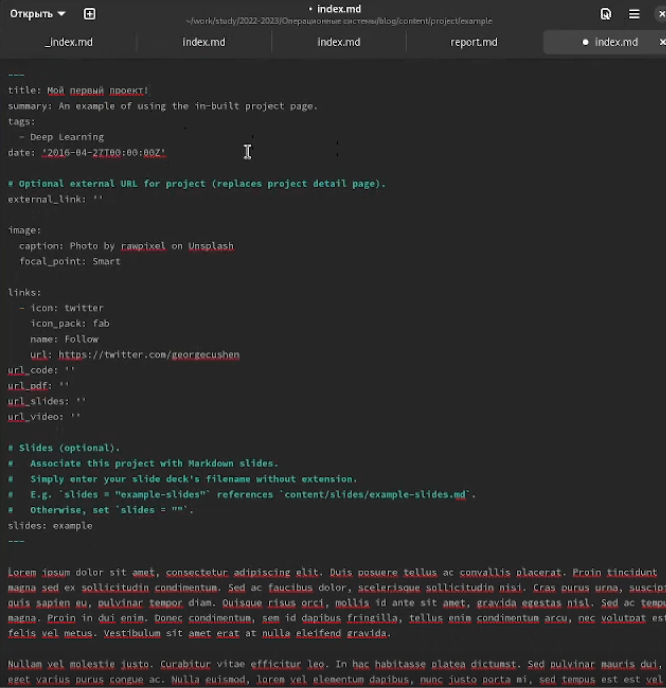 Открыть
• index.md
~/work/study/2022-2023/Операционные системы/blog/content/project/example
_index.md index.md index.md report.md • index.md ×
---
title: Мой первый проект!
summary: An example of using the in-built project page.
tags:
  - Deep Learning
date: '2016-04-27T00:00:00Z'
# Optional external URL for project (replaces project detail page).
external_link: ''
image:
  caption: Photo by rawpixel on Unsplash
  focal_point: Smart
links:
  - icon: twitter
    icon_pack: fab
    name: Follow
    url: https://twitter.com/georgecushen
url_code: ''
url_pdf: ''
url_slides: ''
url_video: ''
# Slides (optional).
#   Associate this project with Markdown slides.
#   Simply enter your slide deck's filename without extension.
#   E.g. `slides = "example-slides"` references `content/slides/example-slides.md`.
#   Otherwise, set `slides = ""`.
slides: example
---
Lorem ipsum dolor sit amet, consectetur adipiscing elit. Duis posuere tellus ac convallis placerat. Proin tincidunt
magna sed ex sollicitudin condimentum. Sed ac faucibus dolor, scelerisque sollicitudin nisi. Cras purus urna, suscip
quis sapien eu, pulvinar tempor diam. Quisque risus orci, mollis id ante sit amet, gravida egestas nisl. Sed ac temp
magna. Proin in dui enim. Donec condimentum, sem id dapibus fringilla, tellus enim condimentum arcu, nec volutpat est
felis vel metus. Vestibulum sit amet erat at nulla eleifend gravida.
Nullam vel molestie justo. Curabitur vitae efficitur leo. In hac habitasse platea dictumst. Sed pulvinar mauris dui,
eget varius purus congue ac. Nulla euismod, lorem vel elementum dapibus, nunc justo porta mi, sed tempus est est vel